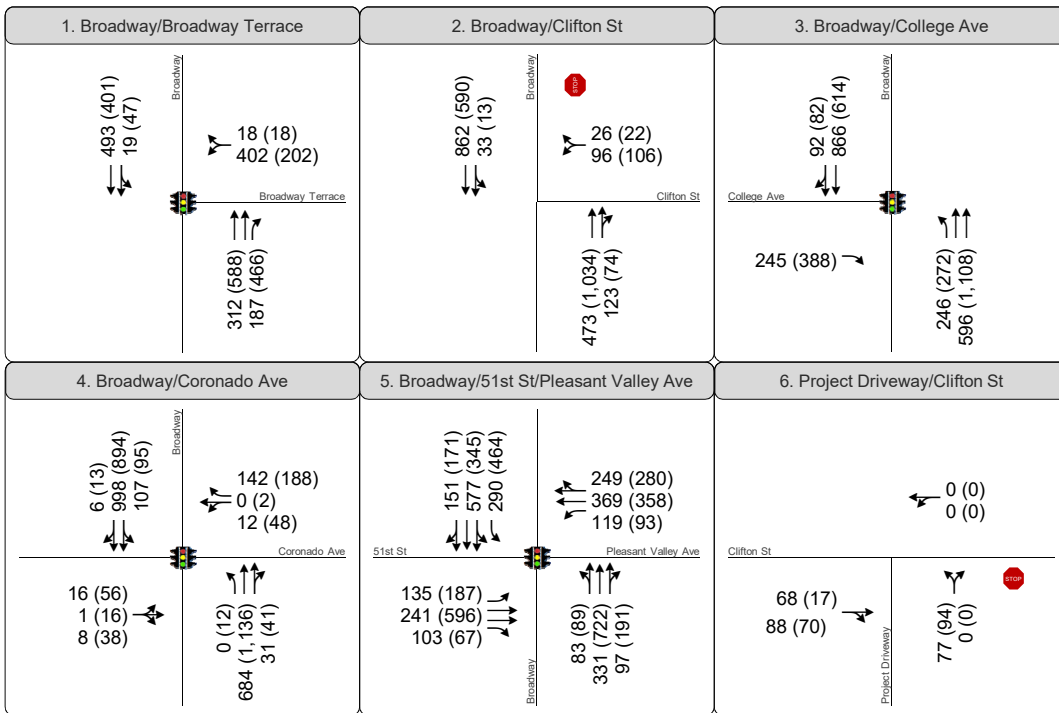 1. Broadway/Broadway Terrace
Broadway
493 (401)
19 (47)
18 (18)
402 (202)
Broadway Terrace
312 (588)
187 (466)
2. Broadway/Clifton St
Broadway
STOP
862 (590)
33 (13)
26 (22)
96 (106)
Clifton St
473 (1,034)
123 (74)
3. Broadway/College Ave
92 (82)
866 (614)
College Ave
245 (388)
246 (272)
596 (1,108)
4. Broadway/Coronado Ave
Broadway
6 (13)
998 (894)
107 (95)
142 (188)
0 (2)
12 (48)
Coronado Ave
16 (56)
1 (16)
8 (38)
0 (12)
684 (1,136)
31 (41)
5. Broadway/51st St/Pleasant Valley Ave
151 (171)
577 (345)
290 (464)
249 (280)
369 (358)
119 (93)
51st St
Pleasant Valley Ave
135 (187)
241 (596)
103 (67)
83 (89)
331 (722)
97 (191)
Broadway
6. Project Driveway/Clifton St
0 (0)
0 (0)
Clifton St
STOP
68 (17)
88 (70)
77 (94)
0 (0)
Project Driveway